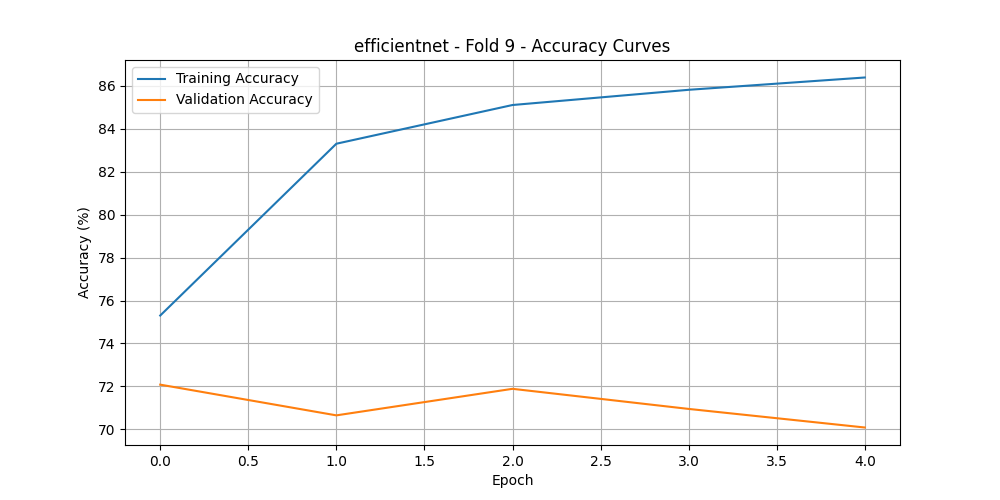 efficientnet - Fold 9 - Accuracy Curves
Training Accuracy
Validation Accuracy
Accuracy (%)
86
84
82
80
78
76
74
72
70
0.0 0.5 1.0 1.5 2.0 2.5 3.0 3.5 4.0
Epoch